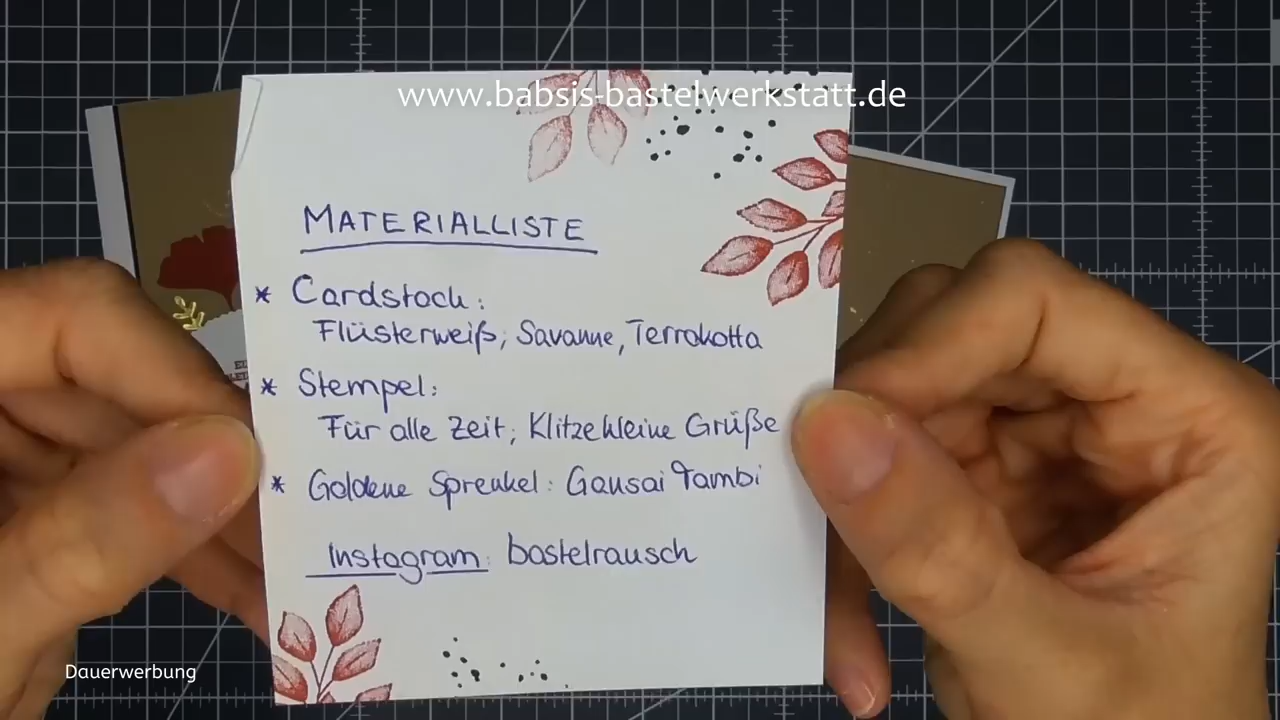 www.babsis-bastelwerkstatt.de
MATERIALLISTE
* Cardstock:
Flüsterweiß; Savanne, Terrakotta
* Stempel:
Für alle Zeit; Klitzekleine Grüße
* Goldene Sprenkel: Gansai Tambi
Instagram: bastelrausch
Dauerwerbung